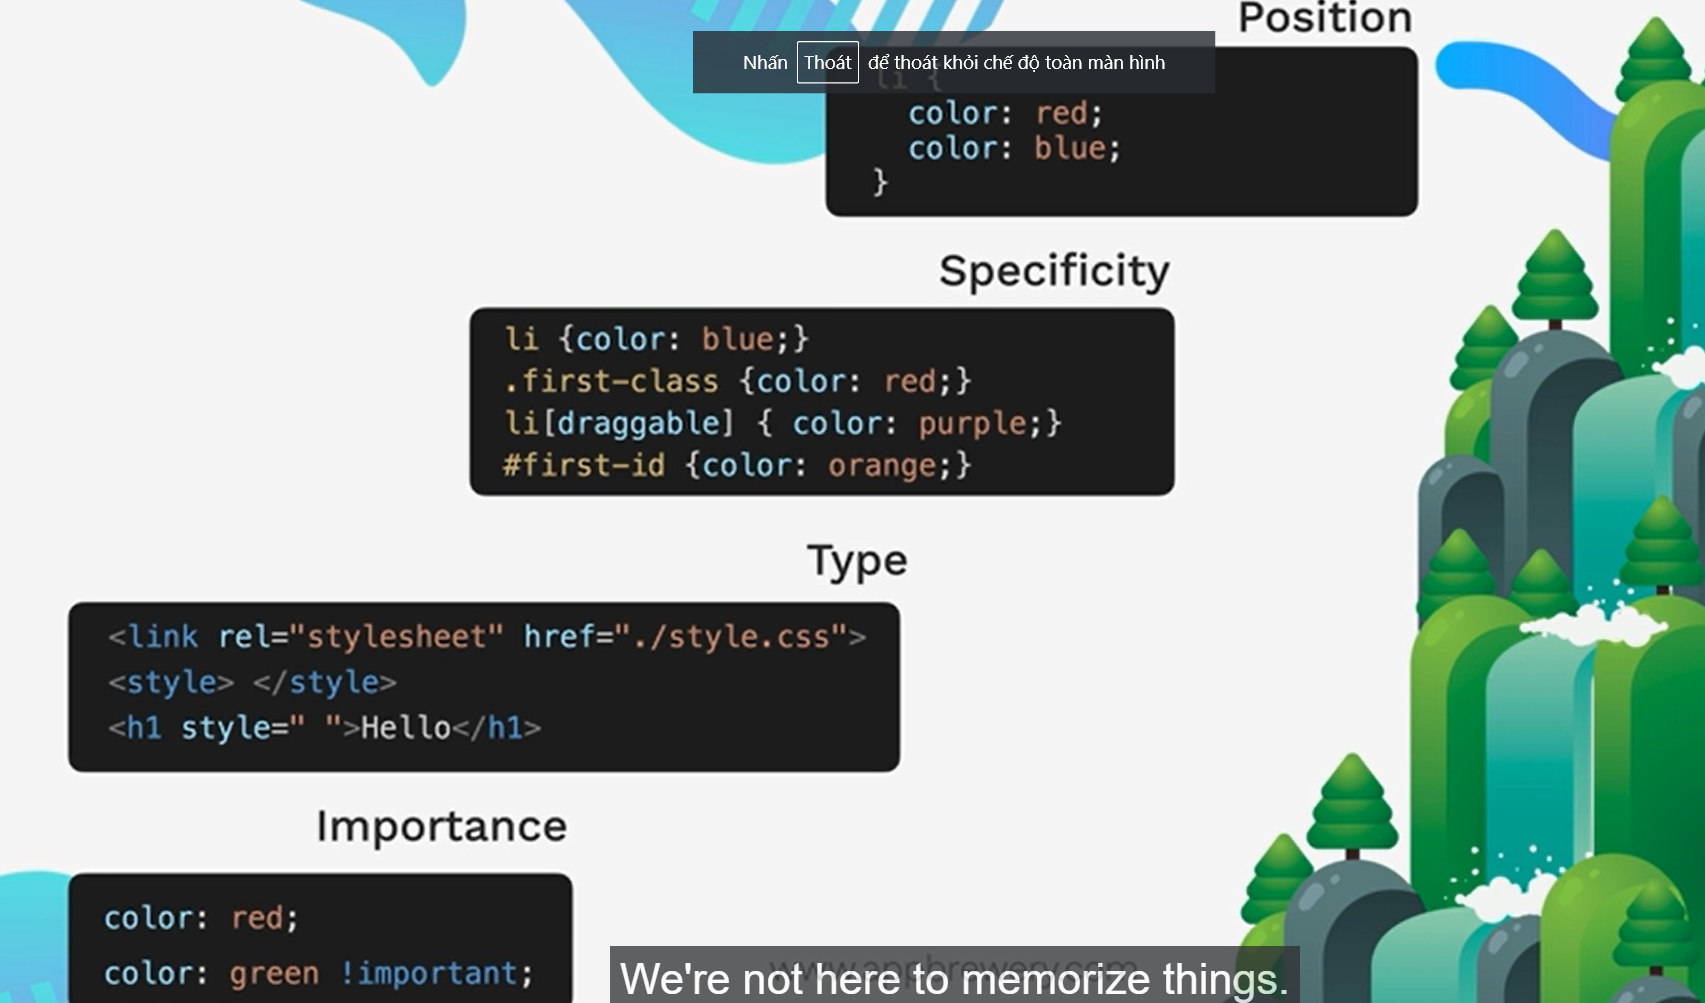 Position
Nhấn Thoát để thoát khỏi chế độ toàn màn hình
li {
color: red;
color: blue;
}
Specificity
li {color: blue;}
.first-class {color: red;}
li[draggable] { color: purple;}
#first-id {color: orange;}
Type
<link rel="stylesheet" href="./style.css">
<style> </style>
<h1 style=" ">Hello</h1>
Importance
color: red;
color: green !important;
www.appbrewery.com
We're not here to memorize things.